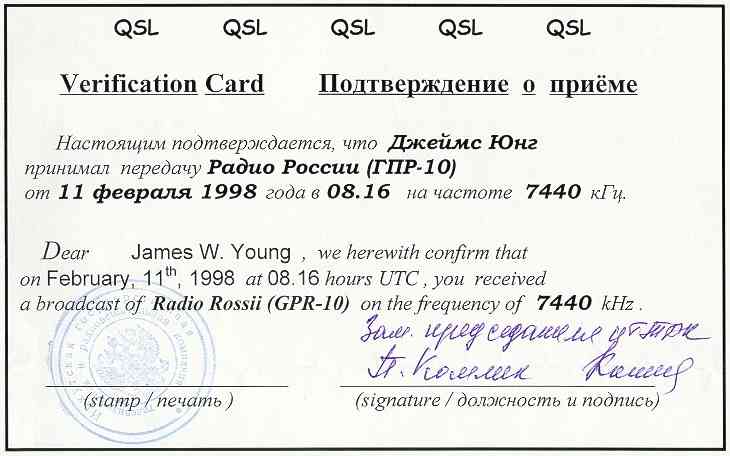 QSL QSL QSL QSL QSL
Verification Card Подтверждение о приёме
Настоящим подтверждается, что Джеймс Юнг
принимал передачу Радио России (ГПР-10)
от 11 февраля 1998 года в 08.16 на частоте 7440 кГц.
Dear James W. Young , we herewith confirm that
on February, 11th, 1998 at 08.16 hours UTC , you received
a broadcast of Radio Rossii (GPR-10) on the frequency of 7440 kHz .
Зам. председателя
(stamp / печать ) (signature / должность и подпись)